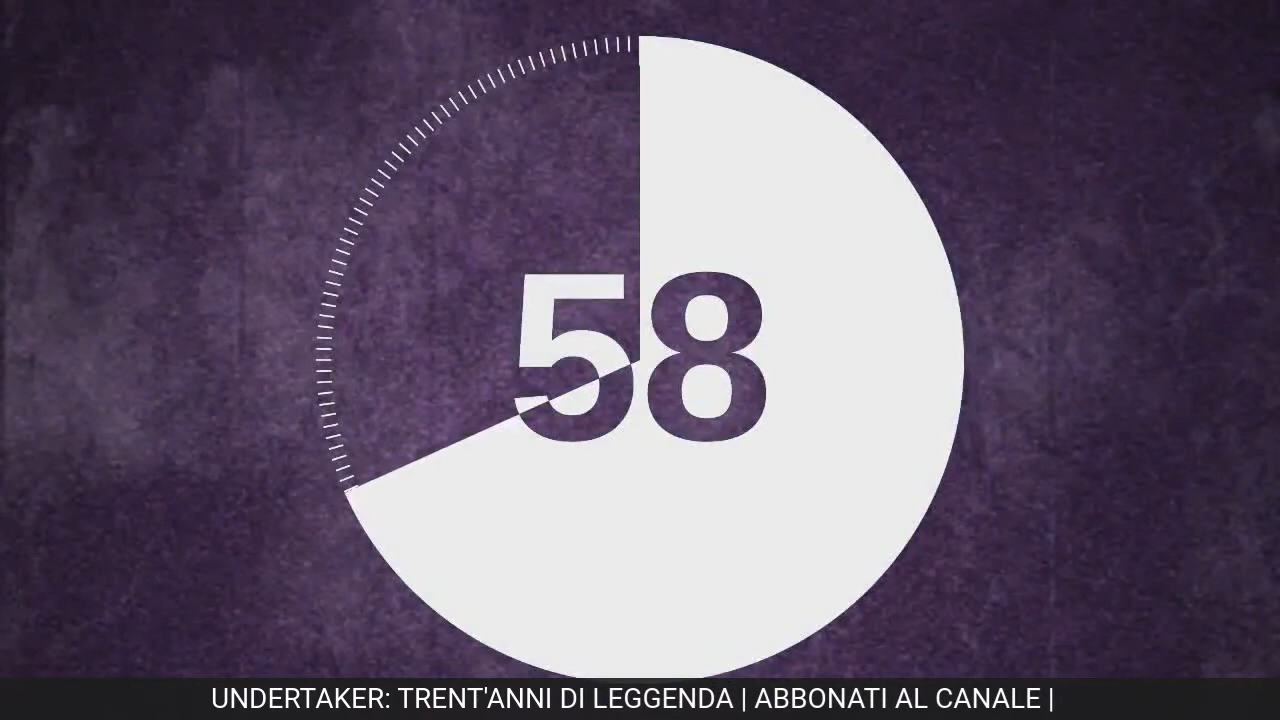 58
UNDERTAKER: TRENT'ANNI DI LEGGENDA | ABBONATI AL CANALE |